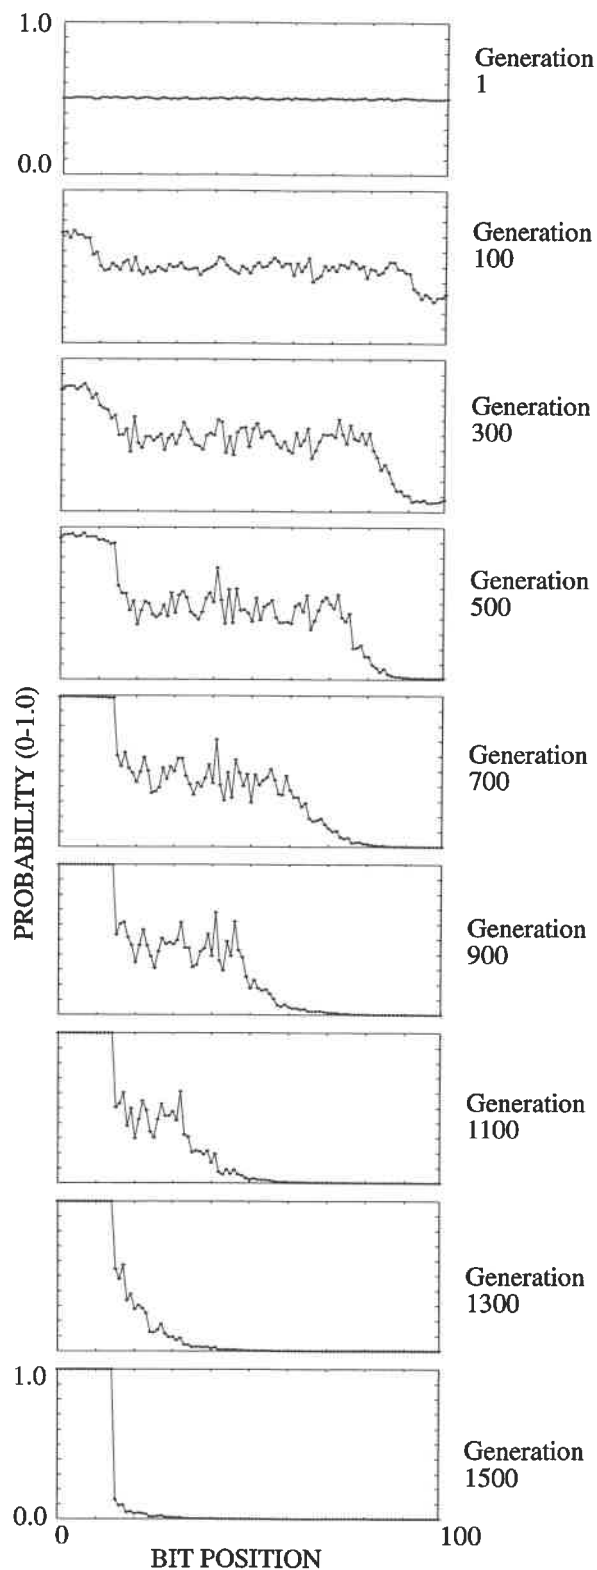 1.0
Generation
1
0.0
Generation
100
Generation
300
Generation
500
Generation
700
PROBABILITY (0-1.0)
Generation
900
Generation
1100
Generation
1300
1.0
Generation
1500
0.0
0
100
BIT POSITION